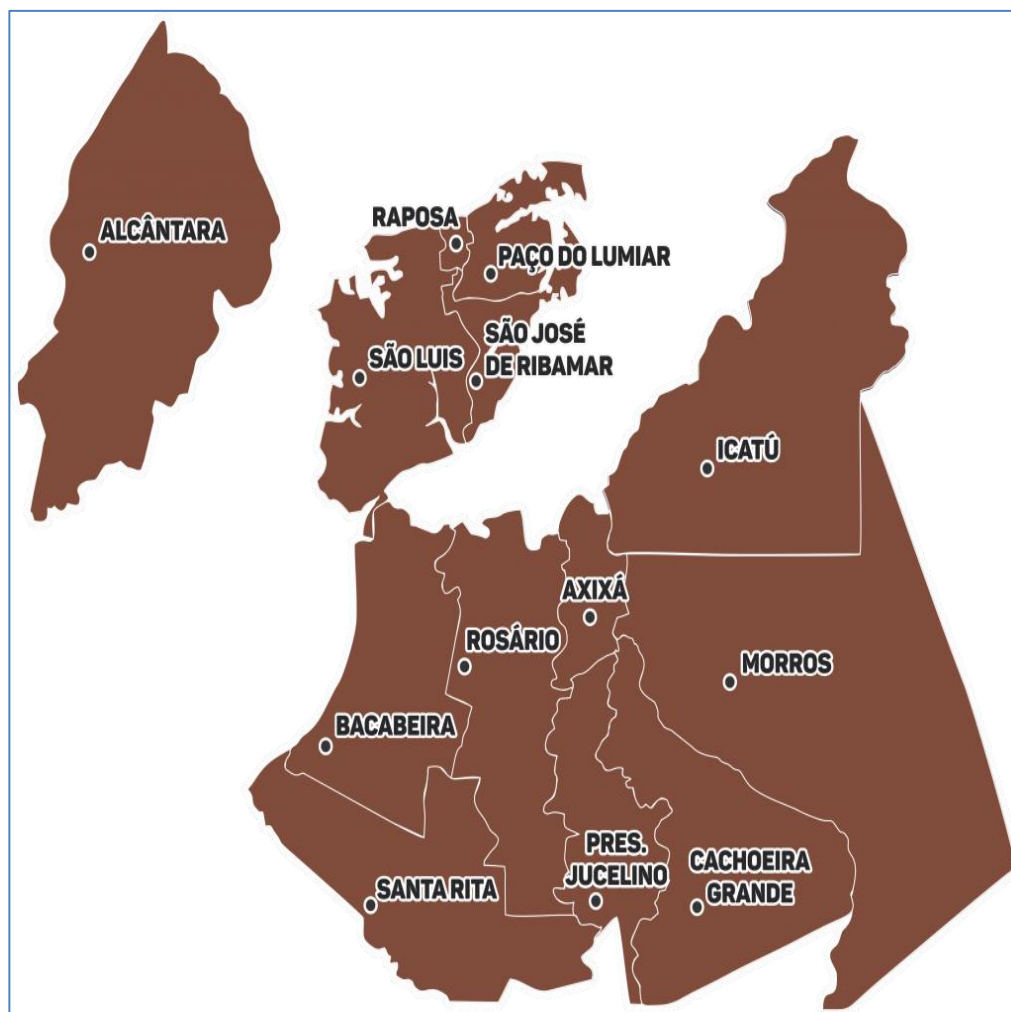 RAPOSA
ALCÂNTARA
PAÇO DO LUMIAR
SÃO JOSÉ
DE RIBAMAR
SÃO LUIS
ICATÚ
AXIXÁ
ROSÁRIO
MORROS
BACABEIRA
PRES.
JUCELINO
CACHOEIRA
GRANDE
SANTA RITA